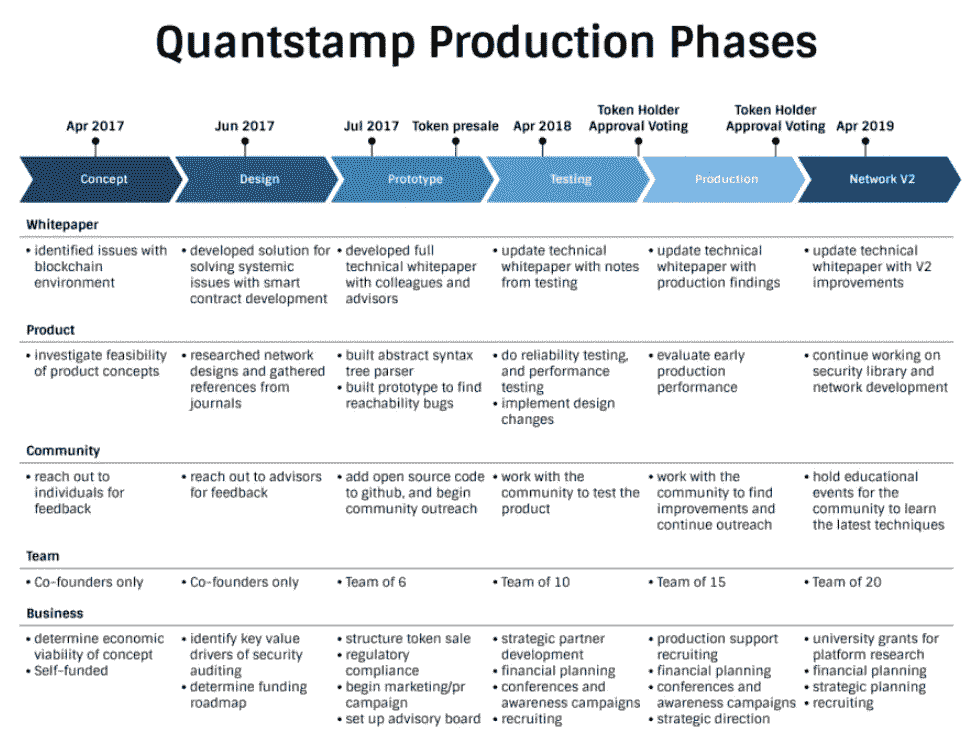 Quantstamp Production Phases
Token Holder Token Holder
Apr 2017 Jun 2017 Jul 2017 Token presale Apr 2018 Approval Voting Approval Voting Apr 2019
Concept Design Prototype Testing Production Network V2
Whitepaper
• identified issues with
blockchain
environment
• developed solution for
solving systemic
issues with smart
contract development
• developed full
technical whitepaper
with colleagues and
advisors
• update technical
whitepaper with notes
from testing
• update technical
whitepaper with
production findings
• update technical
whitepaper with V2
improvements
Product
• investigate feasibility
of product concepts
• researched network
designs and gathered
references from
journals
• built abstract syntax
tree parser
• built prototype to find
reachability bugs
• do reliability testing,
and performance
testing
• implement design
changes
• evaluate early
production
performance
• continue working on
security library and
network development
Community
• reach out to
individuals for
feedback
• reach out to advisors
for feedback
• add open source code
to github, and begin
community outreach
• work with the
community to test the
product
• work with the
community to find
improvements and
continue outreach
• hold educational
events for the
community to learn
the latest techniques
Team
• Co-founders only
• Co-founders only
• Team of 6
• Team of 10
• Team of 15
• Team of 20
Business
• determine economic
viability of concept
• Self-funded
• identify key value
drivers of security
auditing
• determine funding
roadmap
• structure token sale
• regulatory
compliance
• begin marketing/pr
campaign
• set up advisory board
• strategic partner
development
• financial planning
• conferences and
awareness campaigns
• recruiting
• production support
recruiting
• financial planning
• conferences and
awareness campaigns
• strategic direction
• university grants for
platform research
• financial planning
• strategic planning
• recruiting